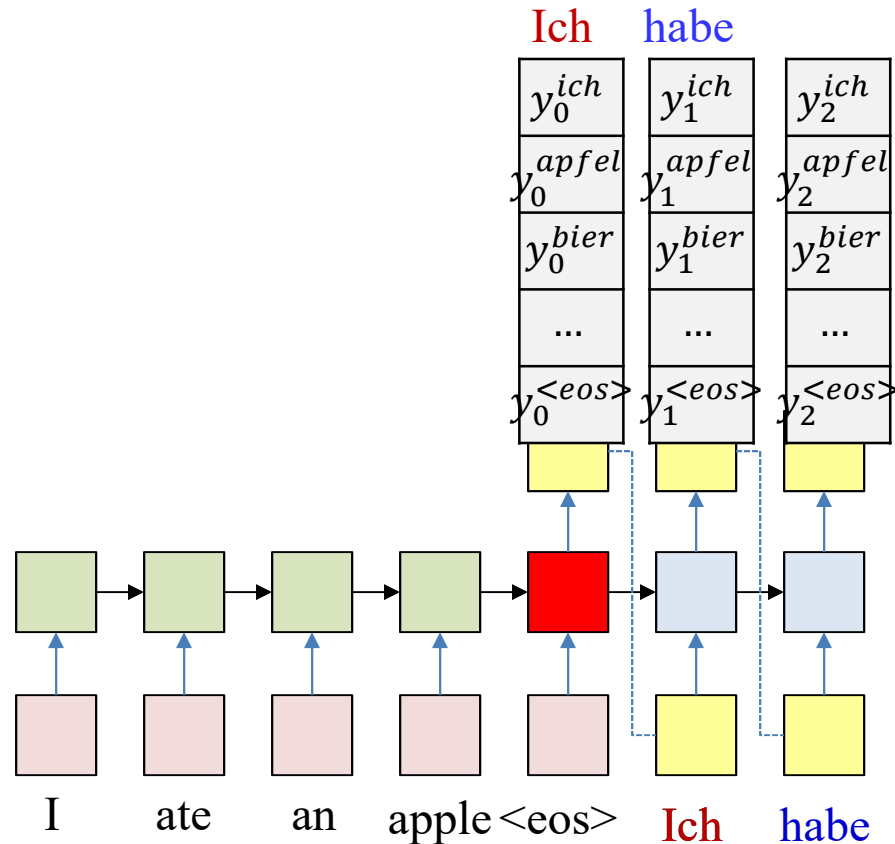 Ich habe
y_0^{ich} y_1^{ich} y_2^{ich}
y_0^{apfel} y_1^{apfel} y_2^{apfel}
y_0^{bier} y_1^{bier} y_2^{bier}
... ... ...
y_0^{<eos>} y_1^{<eos>} y_2^{<eos>}
I ate an apple <eos> Ich habe